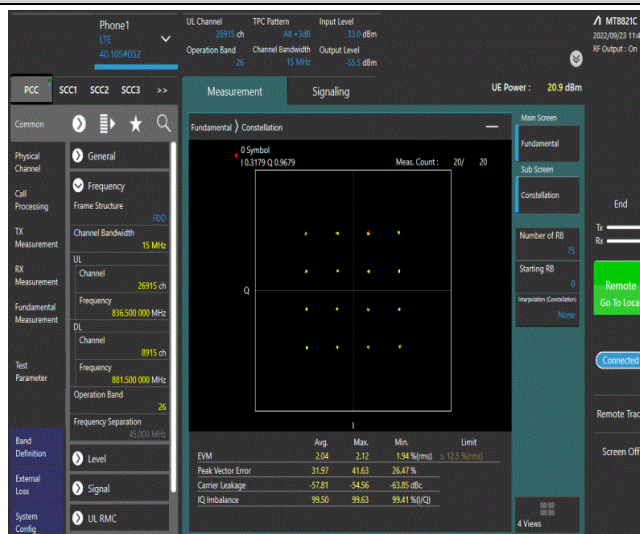 Phone1
LTE
40.10S#052
UL Channel
26915 ch
TPC Pattern
All +3dB
Input Level
33.0 dBm
Operation Band
26
Channel Bandwidth
15 MHz
Output Level
-55.5 dBm
MT8821C
2022/09/23 11:4
RF Output : On
PCC SCC1 SCC2 SCC3 >>
Measurement
Signaling
UE Power : 20.9 dBm
Common
Physical
Channel
Call
Processing
TX
Measurement
RX
Measurement
Fundamental
Measurement
Test
Parameter
Band
Definition
External
Loss
System
Config
General
Frequency
Frame Structure
FDD
Channel Bandwidth
15 MHz
UL
Channel
26915 ch
Frequency
836.500 000 MHz
DL
Channel
8915 ch
Frequency
881.500 000 MHz
Operation Band
26
Frequency Separation
45.000 MHz
Level
Signal
UL RMC
Fundamental 〉 Constellation
0 Symbol
I 0.3179 Q 0.9679
Meas. Count : 20/ 20
Q
I
Avg. Max. Min. Limit
EVM 2.04 2.12 1.94 %(rms) ≤ 12.5 %(rms)
Peak Vector Error 31.97 41.63 26.47 %
Carrier Leakage -57.81 -54.56 -63.85 dBc
IQ Imbalance 99.50 99.63 99.41 %(I/Q)
Main Screen
Fundamental
Sub Screen
Constellation
Number of RB
75
Starting RB
0
Interpolation (Constellation)
None
4 Views
End
Tx
Rx
Remote
Go To Loca
Connected
Remote Trac
Screen Off